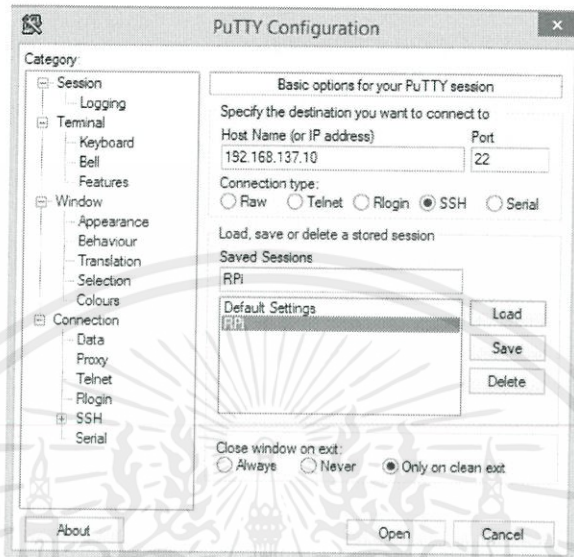 PuTTY Configuration
x
Category:
Session
Logging
Terminal
Keyboard
Bell
Features
Window
Appearance
Behaviour
Translation
Selection
Colours
Connection
Data
Proxy
Telnet
Rlogin
SSH
Serial
Basic options for your PuTTY session
Specify the destination you want to connect to
Host Name (or IP address) Port
192.168.137.10 22
Connection type:
Raw Telnet Rlogin SSH Serial
Load, save or delete a stored session
Saved Sessions
RPi
Default Settings
RPi
Load
Save
Delete
Close window on exit:
Always Never Only on clean exit
About Open Cancel